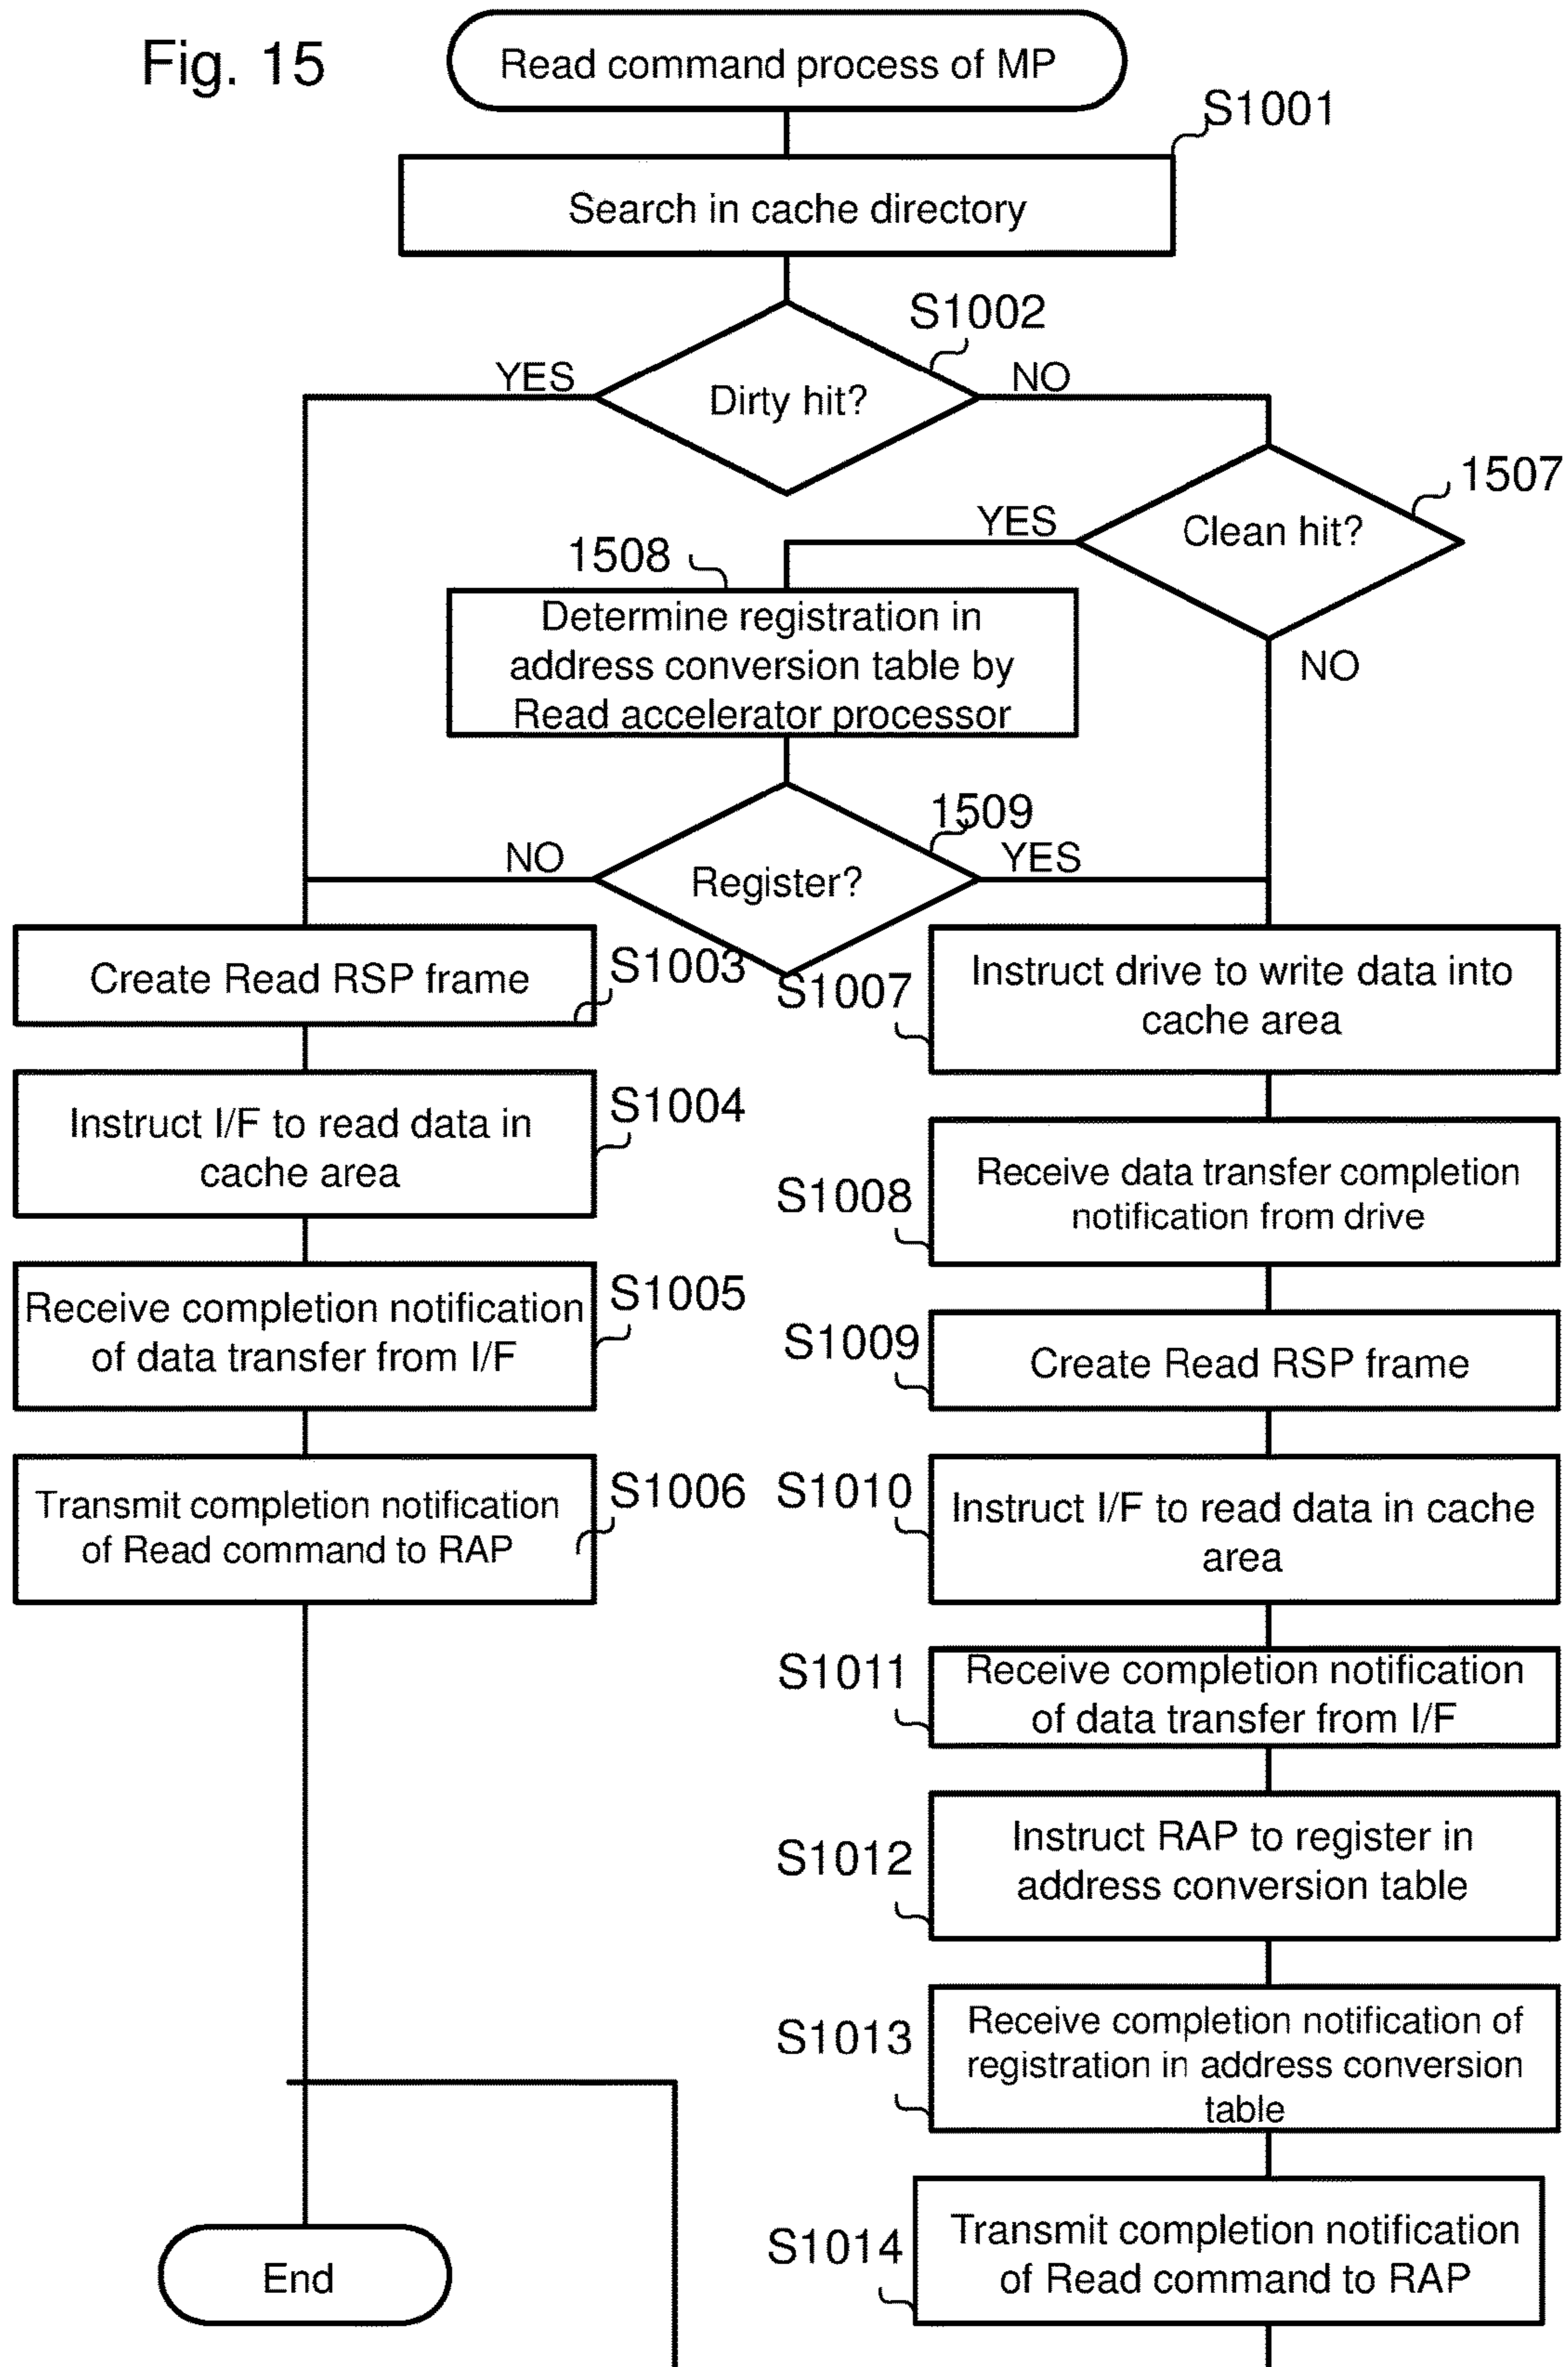 Fig. 15
Read command process of MP
S1001
Search in cache directory
S1002
YES
Dirty hit?
NO
1507
YES
Clean hit?
1508
Determine registration in
address conversion table by
Read accelerator processor
NO
1509
NO
Register?
YES
Create Read RSP frame
S1003
S1007
Instruct drive to write data into
cache area
Instruct I/F to read data in
cache area
S1004
S1008
Receive data transfer completion
notification from drive
Receive completion notification
of data transfer from I/F
S1005
S1009
Create Read RSP frame
Transmit completion notification
of Read command to RAP
S1006
S1010
Instruct I/F to read data in cache
area
S1011
Receive completion notification
of data transfer from I/F
S1012
Instruct RAP to register in
address conversion table
S1013
Receive completion notification of
registration in address conversion
table
S1014
Transmit completion notification
of Read command to RAP
End